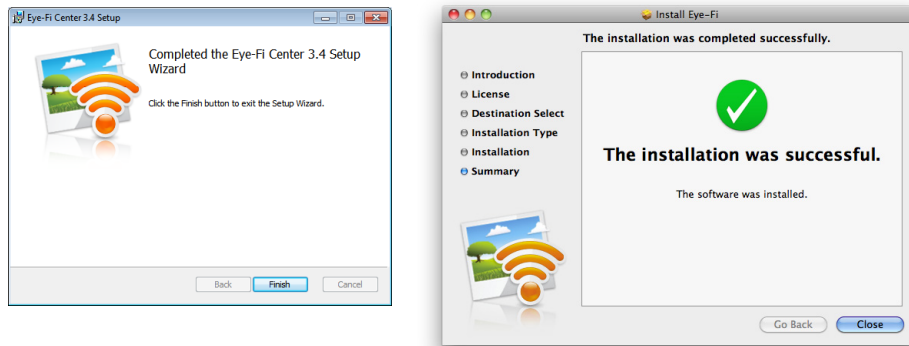 Eye-Fi Center 3.4 Setup
Completed the Eye-Fi Center 3.4 Setup
Wizard
Click the Finish button to exit the Setup Wizard.
Back
Finish
Cancel
Install Eye-Fi
The installation was completed successfully.
Introduction
License
Destination Select
Installation Type
Installation
Summary
The installation was successful.
The software was installed.
Go Back
Close